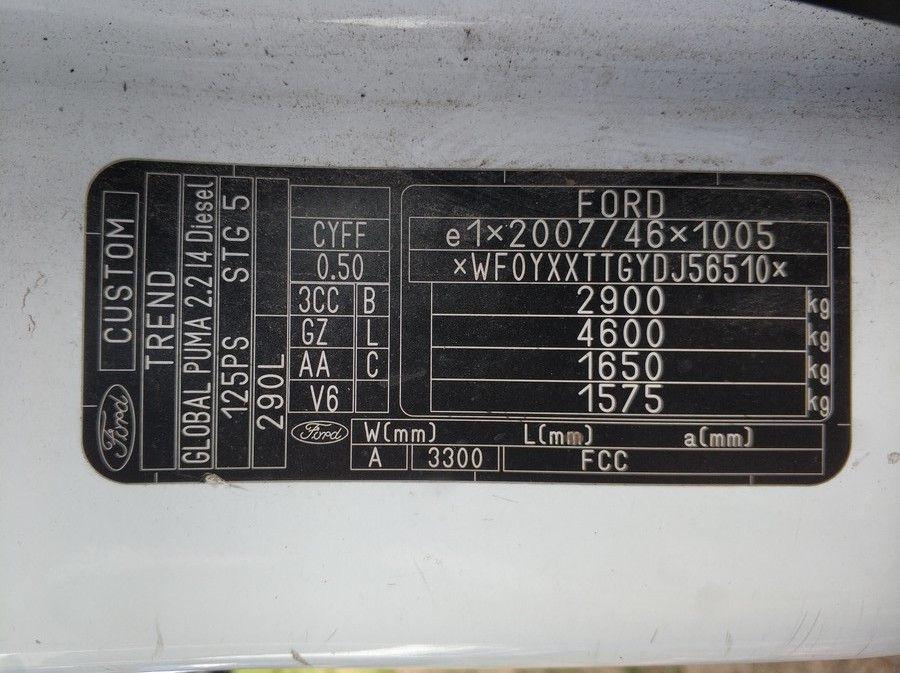 Ford
CUSTOM
TREND
GLOBAL PUMA 2.2 I4 Diesel
125PS STG 5
290L
CYFF
0.50
3CC B
GZ L
AA C
V6
FORD
e1×2007/46×1005
×WF0YXXTTGYDJ56510×
2900 kg
4600 kg
1650 kg
1575 kg
Ford
W(mm) L(mm) a(mm)
A 3300 FCC